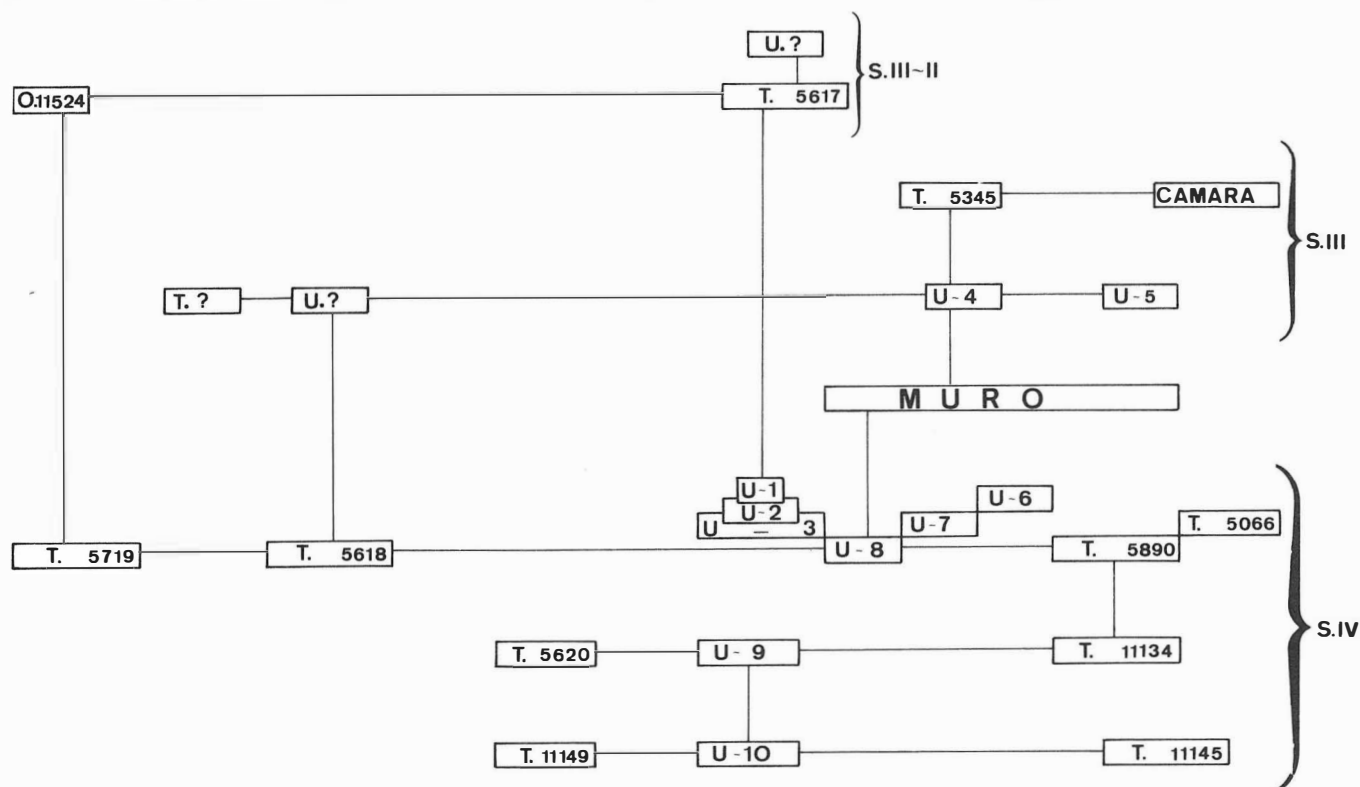 U.?
S.III~II
O.11524
T. 5617
T. 5345
CAMARA
S.III
T. ?
U.?
U~4
U~5
MURO
U~1
U~6
U~2
U — 3
U~7
T. 5066
T. 5719
T. 5618
U~8
T. 5890
S.IV
T. 5620
U~9
T. 11134
T. 11149
U~10
T. 11145